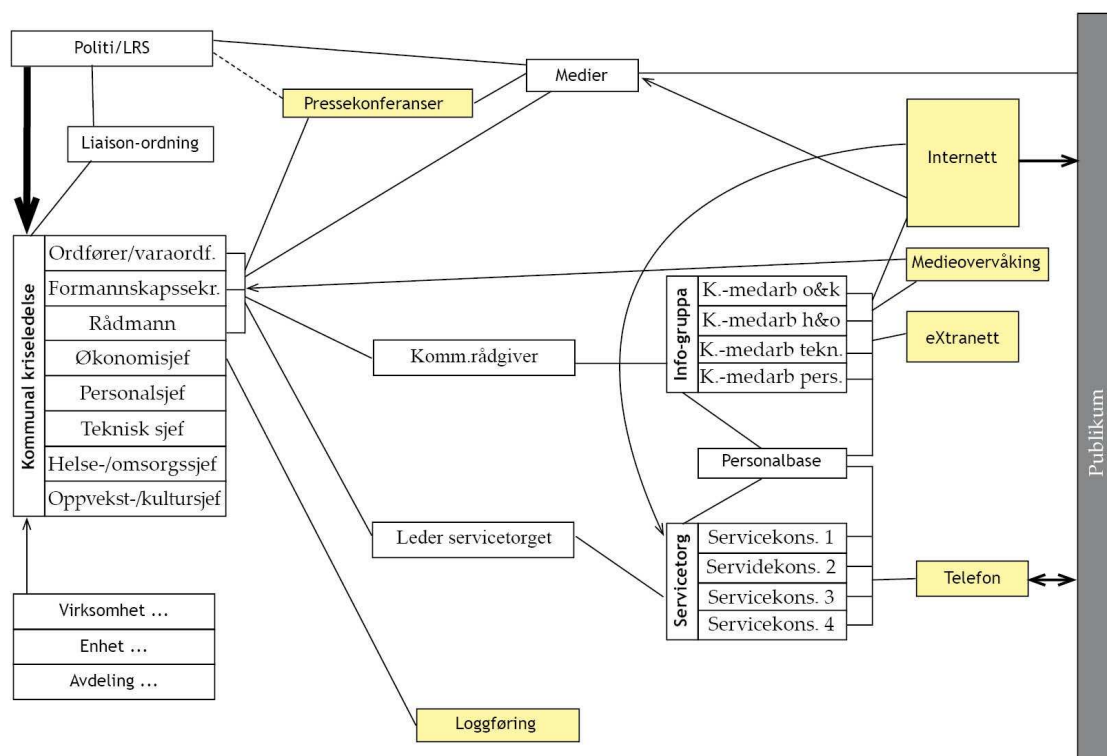 Politi/LRS
Medier
Pressekonferanser
Liaison-ordning
Internett
Kommunal kriseledelse
Ordfører/varaordf.
Formannskapssekr.
Rådmann
Økonomisjef
Personalsjef
Teknisk sjef
Helse-/omsorgssjef
Oppvekst-/kultursjef
Medieovervåking
eXtranett
Komm.rådgiver
Info-gruppa
K.-medarb o&k
K.-medarb h&o
K.-medarb tekn.
K.-medarb pers.
Personalbase
Leder servicetorget
Servicetorg
Servicekons. 1
Servidekons. 2
Servicekons. 3
Servicekons. 4
Telefon
Publikum
Virksomhet ...
Enhet ...
Avdeling ...
Loggføring